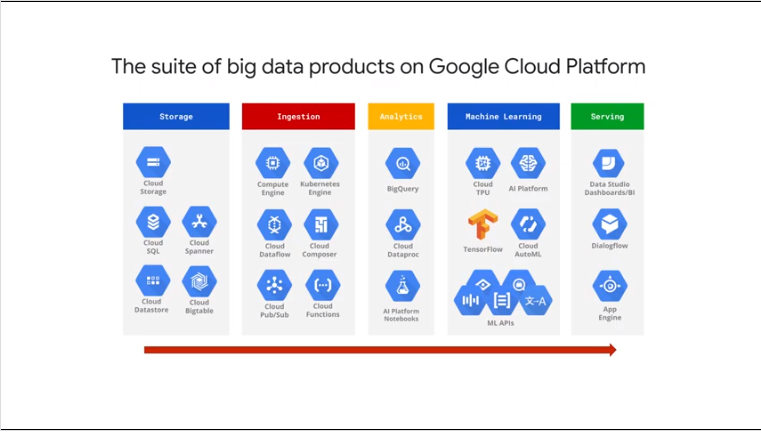 The suite of big data products on Google Cloud Platform
Storage
Cloud
Storage
Cloud
SQL
Cloud
Spanner
Cloud
Datastore
Cloud
Bigtable
Ingestion
Compute
Engine
Kubernetes
Engine
Cloud
Dataflow
Cloud
Composer
Cloud
Pub/Sub
Cloud
Functions
Analytics
BigQuery
Cloud
Dataproc
AI Platform
Notebooks
Machine Learning
Cloud
TPU
AI Platform
TensorFlow
Cloud
AutoML
文→A
ML APIs
Serving
Data Studio
Dashboards/BI
Dialogflow
App
Engine